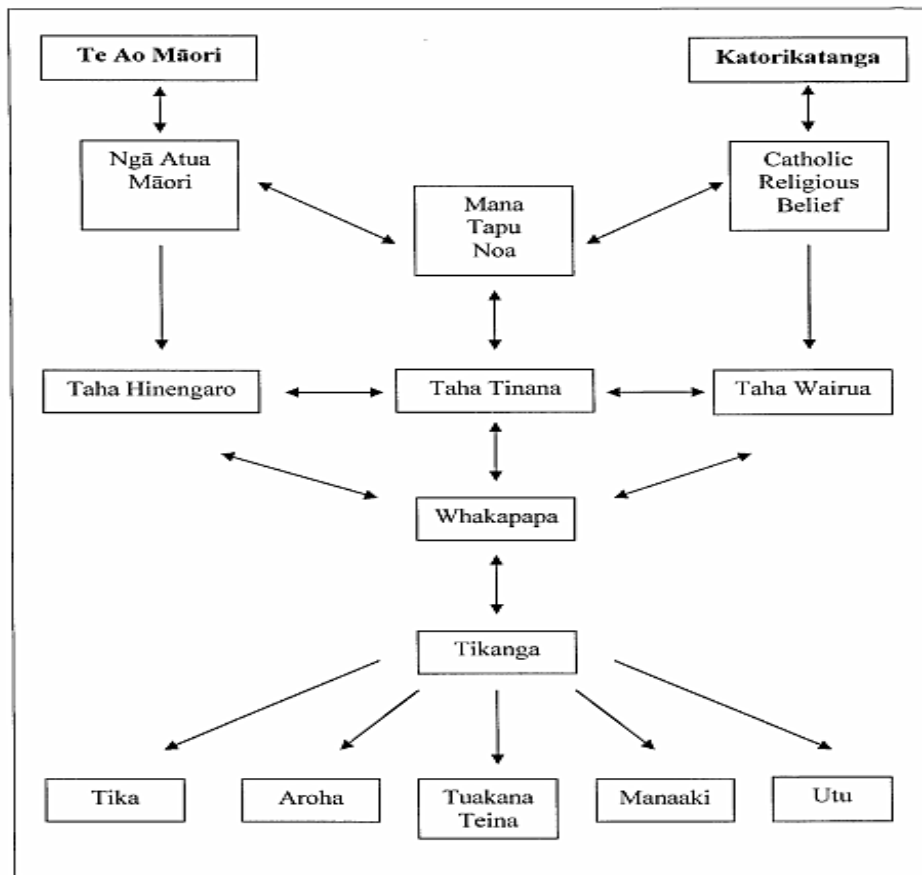 Te Ao Māori
Katorikatanga
Ngā Atua
Māori
Catholic
Religious
Belief
Mana
Tapu
Noa
Taha Hinengaro
Taha Tinana
Taha Wairua
Whakapapa
Tikanga
Tika
Aroha
Tuakana
Teina
Manaaki
Utu